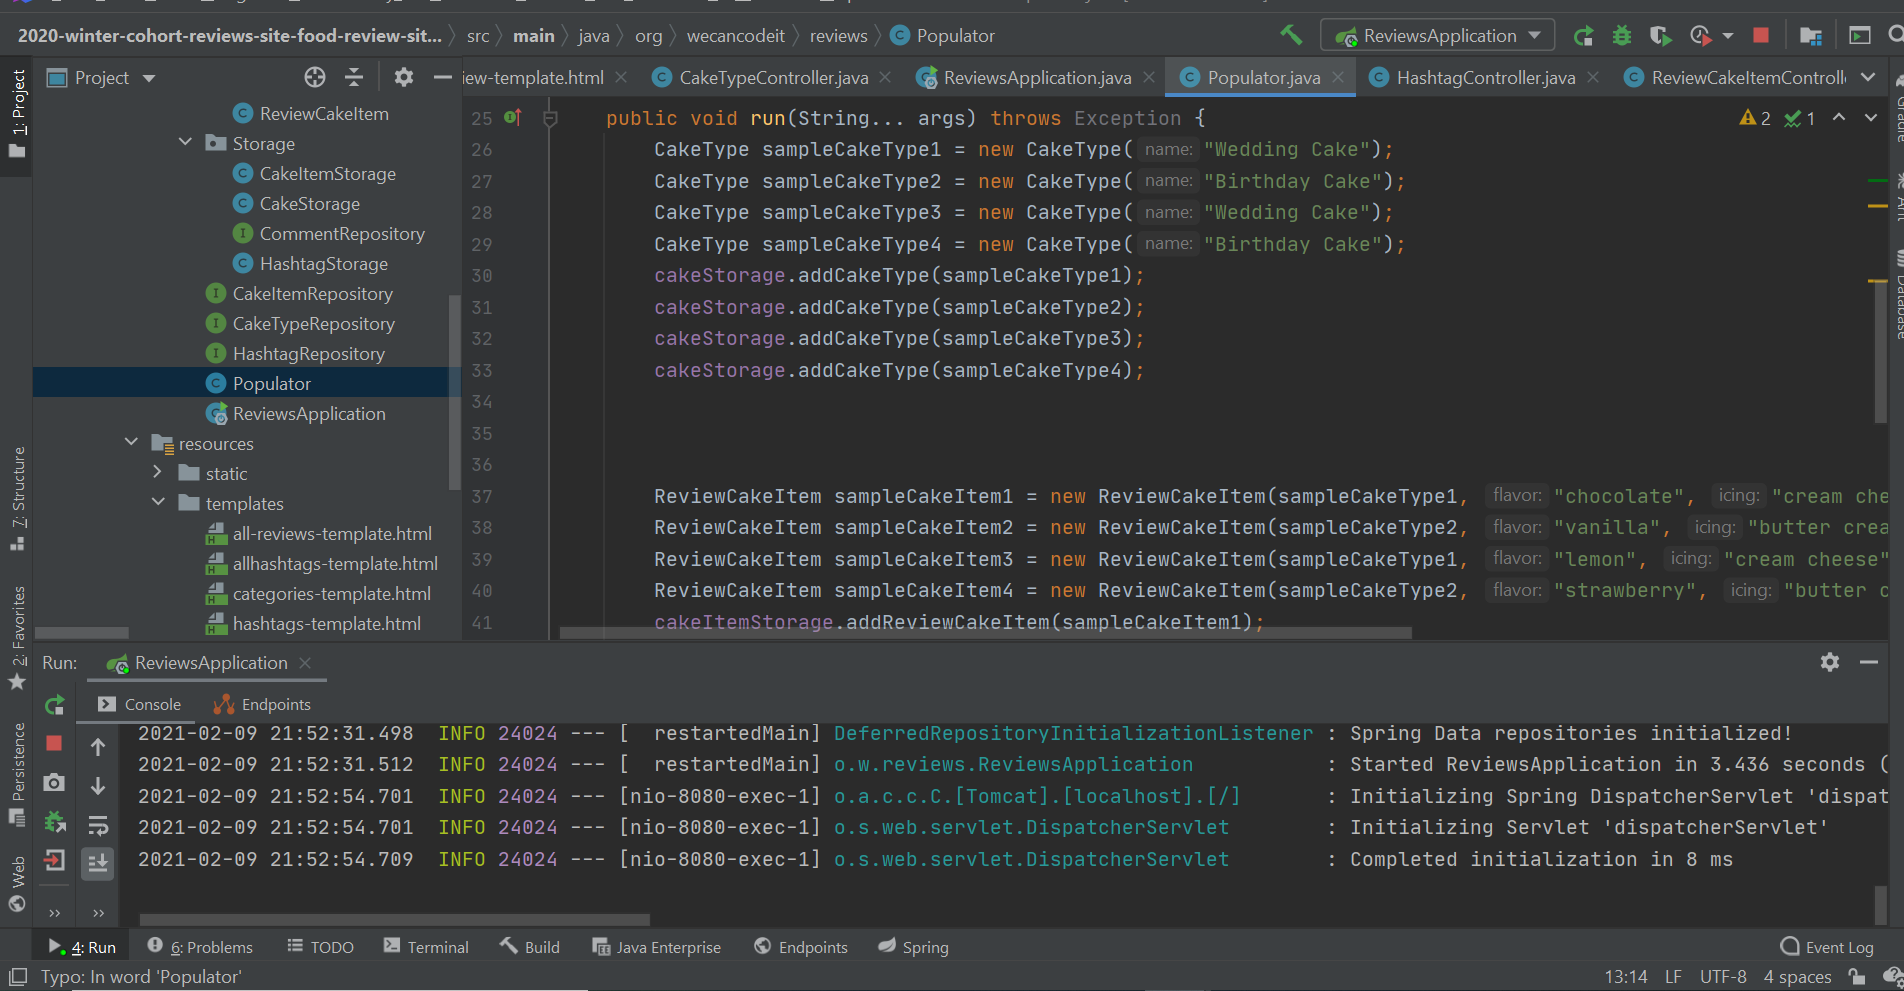 2020-winter-cohort-reviews-site-food-review-sit... src main java org wecancodeit reviews Populator ReviewsApplication
Project
iew-template.html CakeTypeController.java ReviewsApplication.java Populator.java HashtagController.java ReviewCakeItemControll
1: Project
7: Structure
2: Favorites
Persistence
Web
ReviewCakeItem
Storage
CakeItemStorage
CakeStorage
CommentRepository
HashtagStorage
CakeItemRepository
CakeTypeRepository
HashtagRepository
Populator
ReviewsApplication
resources
static
templates
all-reviews-template.html
allhashtags-template.html
categories-template.html
hashtags-template.html
25 public void run(String... args) throws Exception {
26 CakeType sampleCakeType1 = new CakeType( name: "Wedding Cake");
27 CakeType sampleCakeType2 = new CakeType( name: "Birthday Cake");
28 CakeType sampleCakeType3 = new CakeType( name: "Wedding Cake");
29 CakeType sampleCakeType4 = new CakeType( name: "Birthday Cake");
30 cakeStorage.addCakeType(sampleCakeType1);
31 cakeStorage.addCakeType(sampleCakeType2);
32 cakeStorage.addCakeType(sampleCakeType3);
33 cakeStorage.addCakeType(sampleCakeType4);
34
35
36
37 ReviewCakeItem sampleCakeItem1 = new ReviewCakeItem(sampleCakeType1, flavor: "chocolate", icing: "cream che
38 ReviewCakeItem sampleCakeItem2 = new ReviewCakeItem(sampleCakeType2, flavor: "vanilla", icing: "butter crea
39 ReviewCakeItem sampleCakeItem3 = new ReviewCakeItem(sampleCakeType1, flavor: "lemon", icing: "cream cheese"
40 ReviewCakeItem sampleCakeItem4 = new ReviewCakeItem(sampleCakeType2, flavor: "strawberry", icing: "butter c
41 cakeItemStorage.addReviewCakeItem(sampleCakeItem1);
2 1
Gradle
Ant
Database
Run: ReviewsApplication
Console Endpoints
2021-02-09 21:52:31.498 INFO 24024 --- [ restartedMain] DeferredRepositoryInitializationListener : Spring Data repositories initialized!
2021-02-09 21:52:31.512 INFO 24024 --- [ restartedMain] o.w.reviews.ReviewsApplication : Started ReviewsApplication in 3.436 seconds (
2021-02-09 21:52:54.701 INFO 24024 --- [nio-8080-exec-1] o.a.c.c.C.[Tomcat].[localhost].[/] : Initializing Spring DispatcherServlet 'dispat
2021-02-09 21:52:54.701 INFO 24024 --- [nio-8080-exec-1] o.s.web.servlet.DispatcherServlet : Initializing Servlet 'dispatcherServlet'
2021-02-09 21:52:54.709 INFO 24024 --- [nio-8080-exec-1] o.s.web.servlet.DispatcherServlet : Completed initialization in 8 ms
4: Run 6: Problems TODO Terminal Build Java Enterprise Endpoints Spring Event Log
Typo: In word 'Populator' 13:14 LF UTF-8 4 spaces